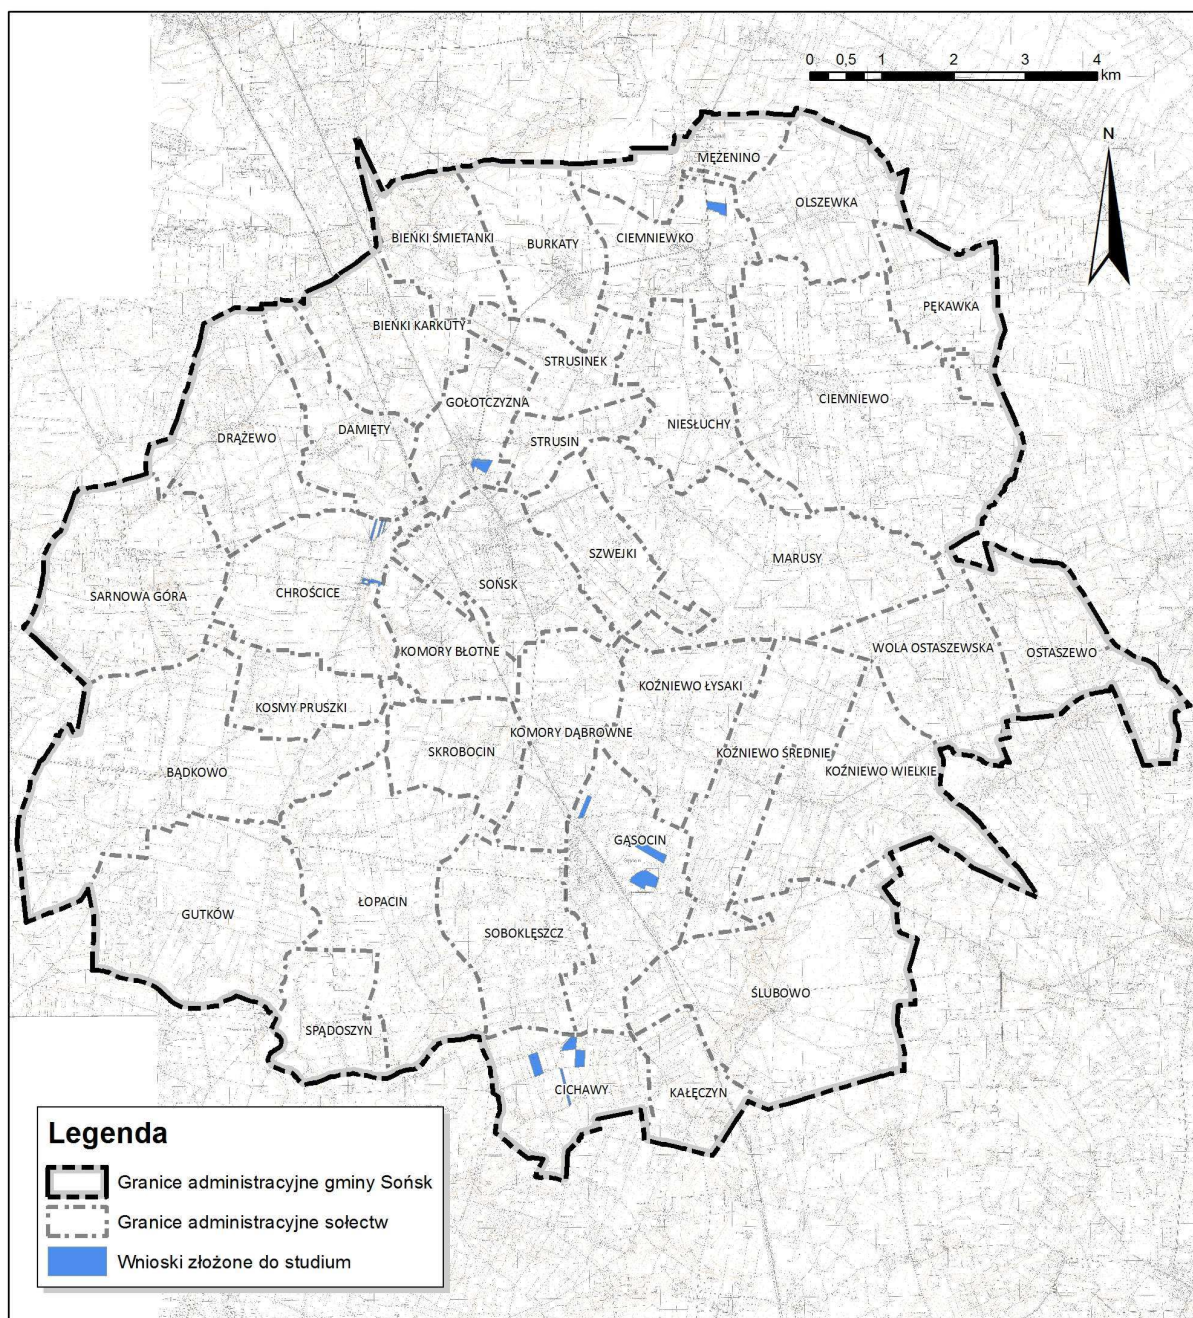 0 0,5 1 2 3 4
km
N
MĘŻENINO
OLSZEWKA
BIEŃKI ŚMIETANKI
BURKATY
CIEMNIEWKO
PĘKAWKA
BIEŃKI KARKUTY
STRUSINEK
CIEMNIEWO
GOŁOTCZYZNA
NIESŁUCHY
DRĄŻEWO
DAMIĘTY
STRUSIN
SZWEJKI
MARUSY
SARNOWA GÓRA
CHROŚCICE
SOŃSK
KOMORY BŁOTNE
WOLA OSTASZEWSKA
OSTASZEWO
KOŹNIEWO ŁYSAKI
KOSMY PRUSZKI
KOMORY DĄBROWNE
SKROBOCIN
KOŹNIEWO ŚREDNIE
BĄDKOWO
KOŹNIEWO WIELKIE
GĄSOCIN
GUTKÓW
ŁOPACIN
SOBOKLĘSZCZ
ŚLUBOWO
SPĄDOSZYN
CICHAWY
KAŁĘCZYN
Legenda
Granice administracyjne gminy Sońsk
Granice administracyjne sołectw
Wnioski złożone do studium